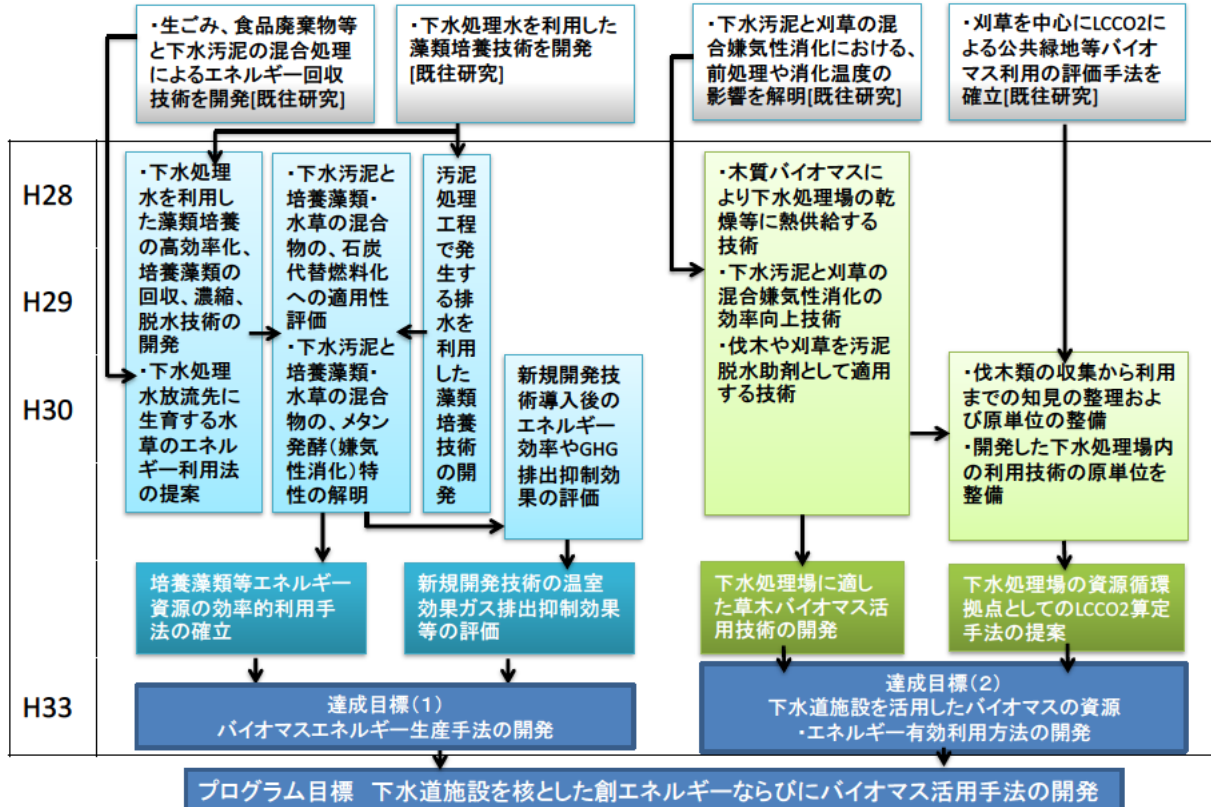 ・生ごみ、食品廃棄物等
と下水汚泥の混合処理
によるエネルギー回収
技術を開発[既往研究]
・下水処理水を利用した
藻類培養技術を開発
[既往研究]
・下水汚泥と刈草の混
合嫌気性消化における、
前処理や消化温度の
影響を解明[既往研究]
・刈草を中心にLCCO2に
よる公共緑地等バイオ
マス利用の評価手法を
確立[既往研究]
H28
H29
H30
H33
・下水処理
水を利用し
た藻類培養
の高効率化、
培養藻類の
回収、濃縮、
脱水技術の
開発
・下水処理
水放流先に
生育する水
草のエネル
ギー利用法
の提案
・下水汚泥と
培養藻類・
水草の混合
物の、石炭
代替燃料化
への適用性
評価
・下水汚泥と
培養藻類・
水草の混合
物の、メタン
発酵(嫌気
性消化)特
性の解明
汚泥
処理
工程
で発
生す
る排
水を
利用
した
藻類
培養
技術
の開
発
新規開発技
術導入後の
エネルギー
効率やGHG
排出抑制効
果の評価
・木質バイオマスに
より下水処理場の乾
燥等に熱供給する
技術
・下水汚泥と刈草の
混合嫌気性消化の
効率向上技術
・伐木や刈草を汚泥
脱水助剤として適用
する技術
・伐木類の収集から利用
までの知見の整理およ
び原単位の整備
・開発した下水処理場内
の利用技術の原単位を
整備
培養藻類等エネルギー
資源の効率的利用手
法の確立
新規開発技術の温室
効果ガス排出抑制効果
等の評価
下水処理場に適し
た草木バイオマス活
用技術の開発
下水処理場の資源循環
拠点としてのLCCO2算定
手法の提案
達成目標(1)
バイオマスエネルギー生産手法の開発
達成目標(2)
下水道施設を活用したバイオマスの資源
・エネルギー有効利用方法の開発
プログラム目標 下水道施設を核とした創エネルギーならびにバイオマス活用手法の開発